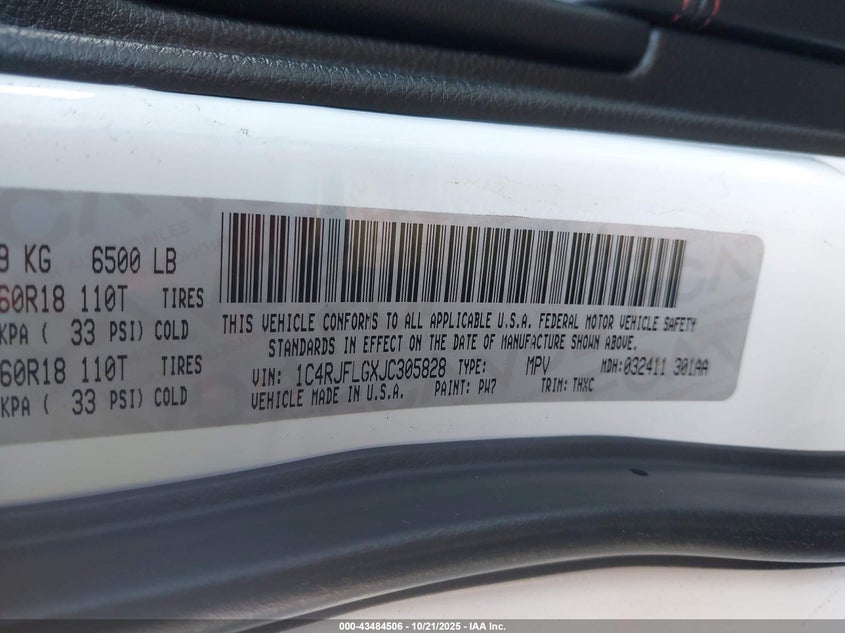 9 KG 6500 LB
60R18 110T TIRES
KPA ( 33 PSI) COLD
60R18 110T TIRES
KPA ( 33 PSI) COLD
THIS VEHICLE CONFORMS TO ALL APPLICABLE U.S.A. FEDERAL MOTOR VEHICLE SAFETY
STANDARDS IN EFFECT ON THE DATE OF MANUFACTURE SHOWN ABOVE.
VIN: 1C4RJFLGXJC305828 TYPE: MPV MDH:032411 301AA
VEHICLE MADE IN U.S.A. PAINT: PW7 TRIM: THXC
000-43484506 - 10/21/2025 - IAA Inc.